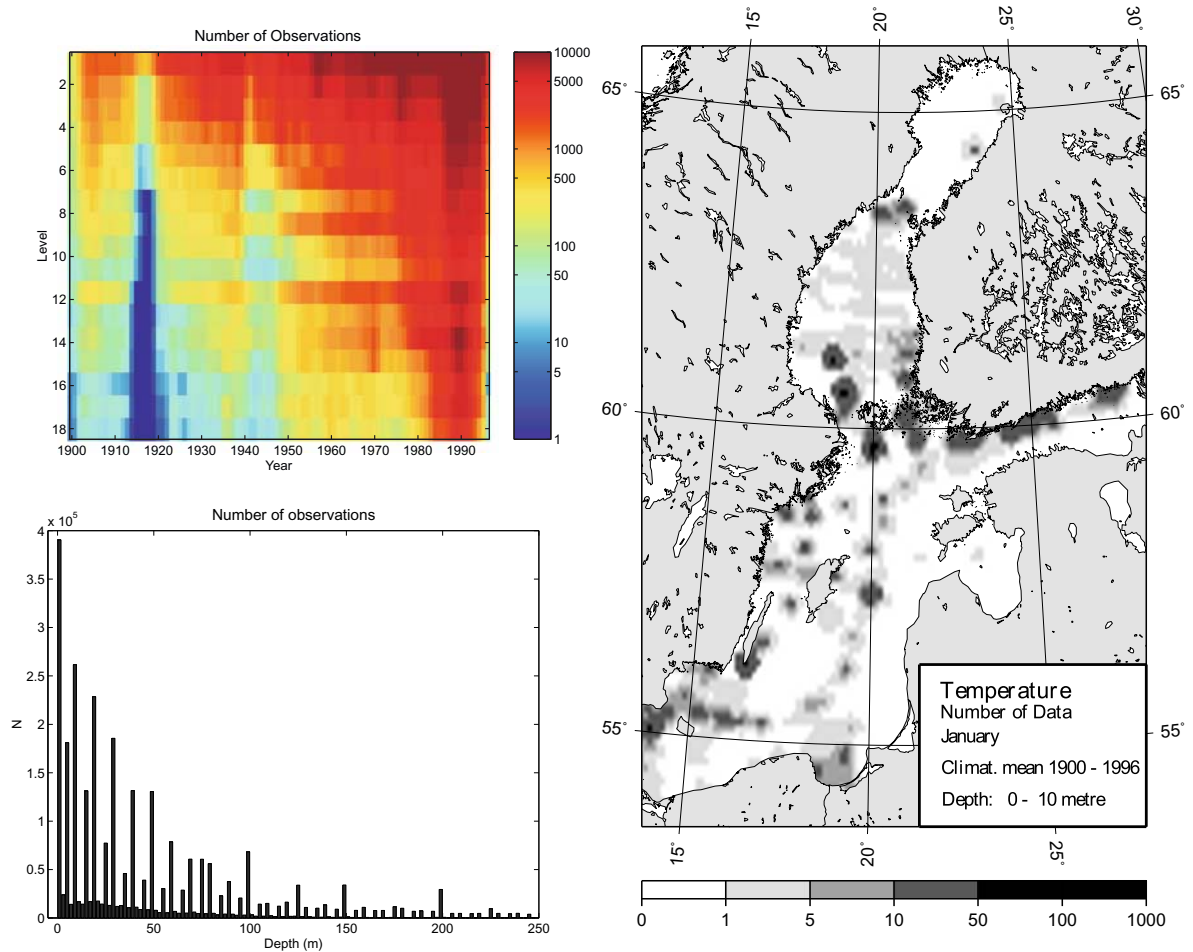 Number of Observations
10000
5000
1000
500
100
50
10
5
1
Level
2
4
6
8
10
12
14
16
18
1900 1910 1920 1930 1940 1950 1960 1970 1980 1990
Year
Number of observations
x 10⁵
4
3.5
3
2.5
2
1.5
1
0.5
0
N
0 50 100 150 200 250
Depth (m)
15° 20° 25° 30°
65° 65°
60° 60°
55° 55°
15° 20° 25°
Temperature
Number of Data
January
Climat. mean 1900 - 1996
Depth: 0 - 10 metre
0 1 5 10 50 100 1000